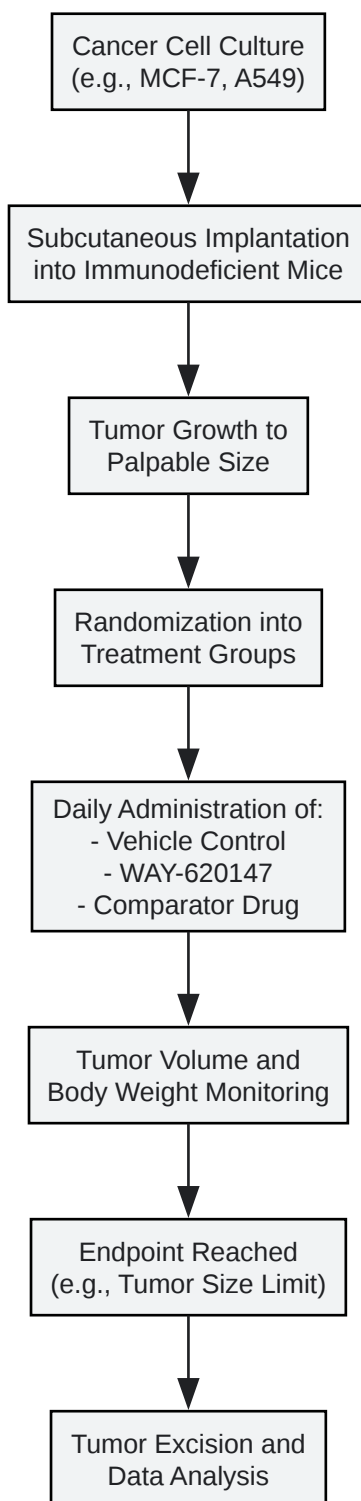 Cancer Cell Culture
(e.g., MCF-7, A549)
Subcutaneous Implantation
into Immunodeficient Mice
Tumor Growth to
Palpable Size
Randomization into
Treatment Groups
Daily Administration of:
- Vehicle Control
- WAY-620147
- Comparator Drug
Tumor Volume and
Body Weight Monitoring
Endpoint Reached
(e.g., Tumor Size Limit)
Tumor Excision and
Data Analysis